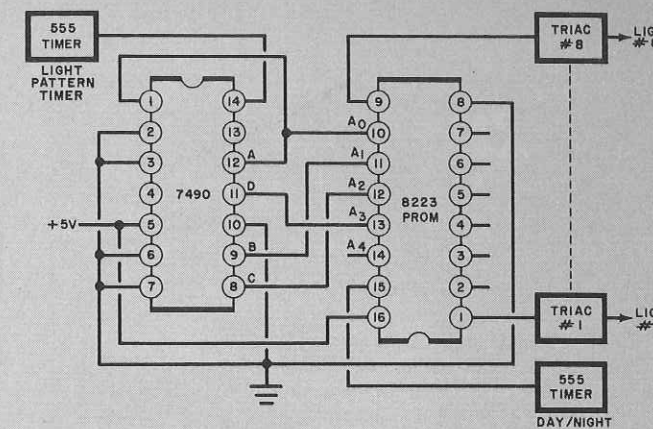 555
TIMER
LIGHT
PATTERN
TIMER
TRIAC
#8
1
14
2
13
3
12
A
4
7490
11
D
+5V
5
10
6
9
B
7
8
C
9
8
A0
10
7
A1
11
6
A2
12
8223
PROM
5
A3
13
4
A4
14
3
15
2
16
1
TRIAC
#1
555
TIMER
DAY/NIGHT